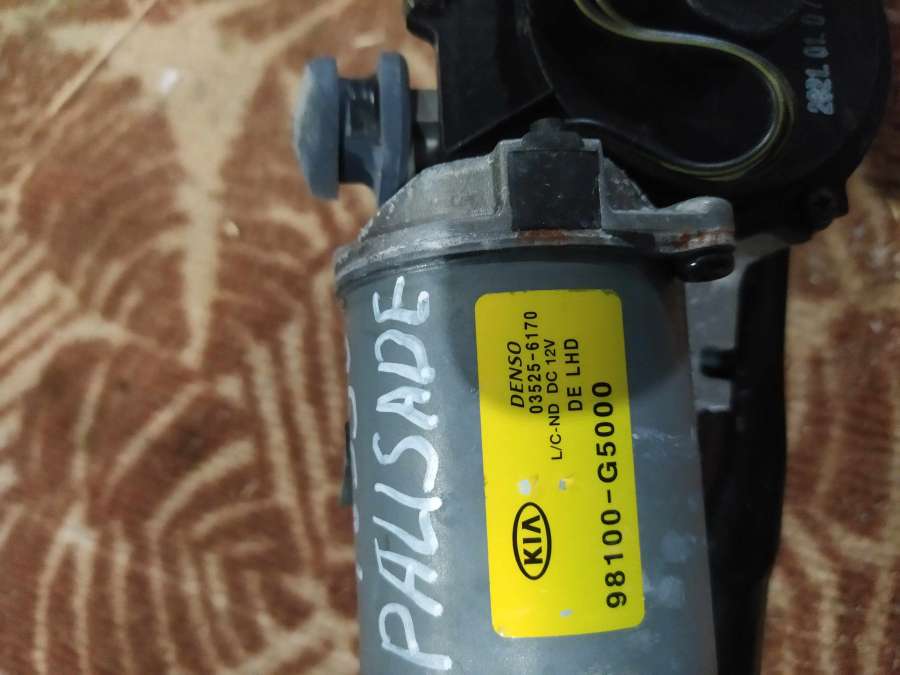 PALISADE
DENSO
03525-6170
L/C-ND DC 12V
DE LHD
KIA
98100-G5000